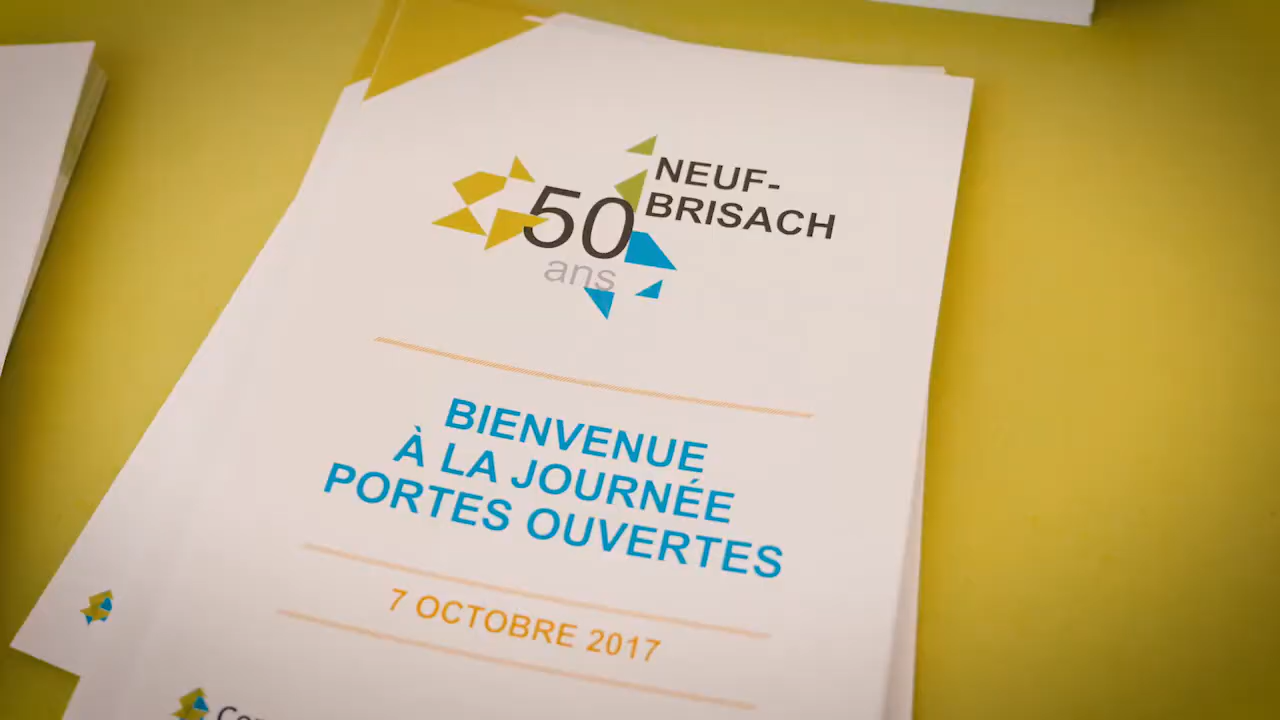 NEUF-
BRISACH
50
ans
BIENVENUE
À LA JOURNÉE
PORTES OUVERTES
7 OCTOBRE 2017